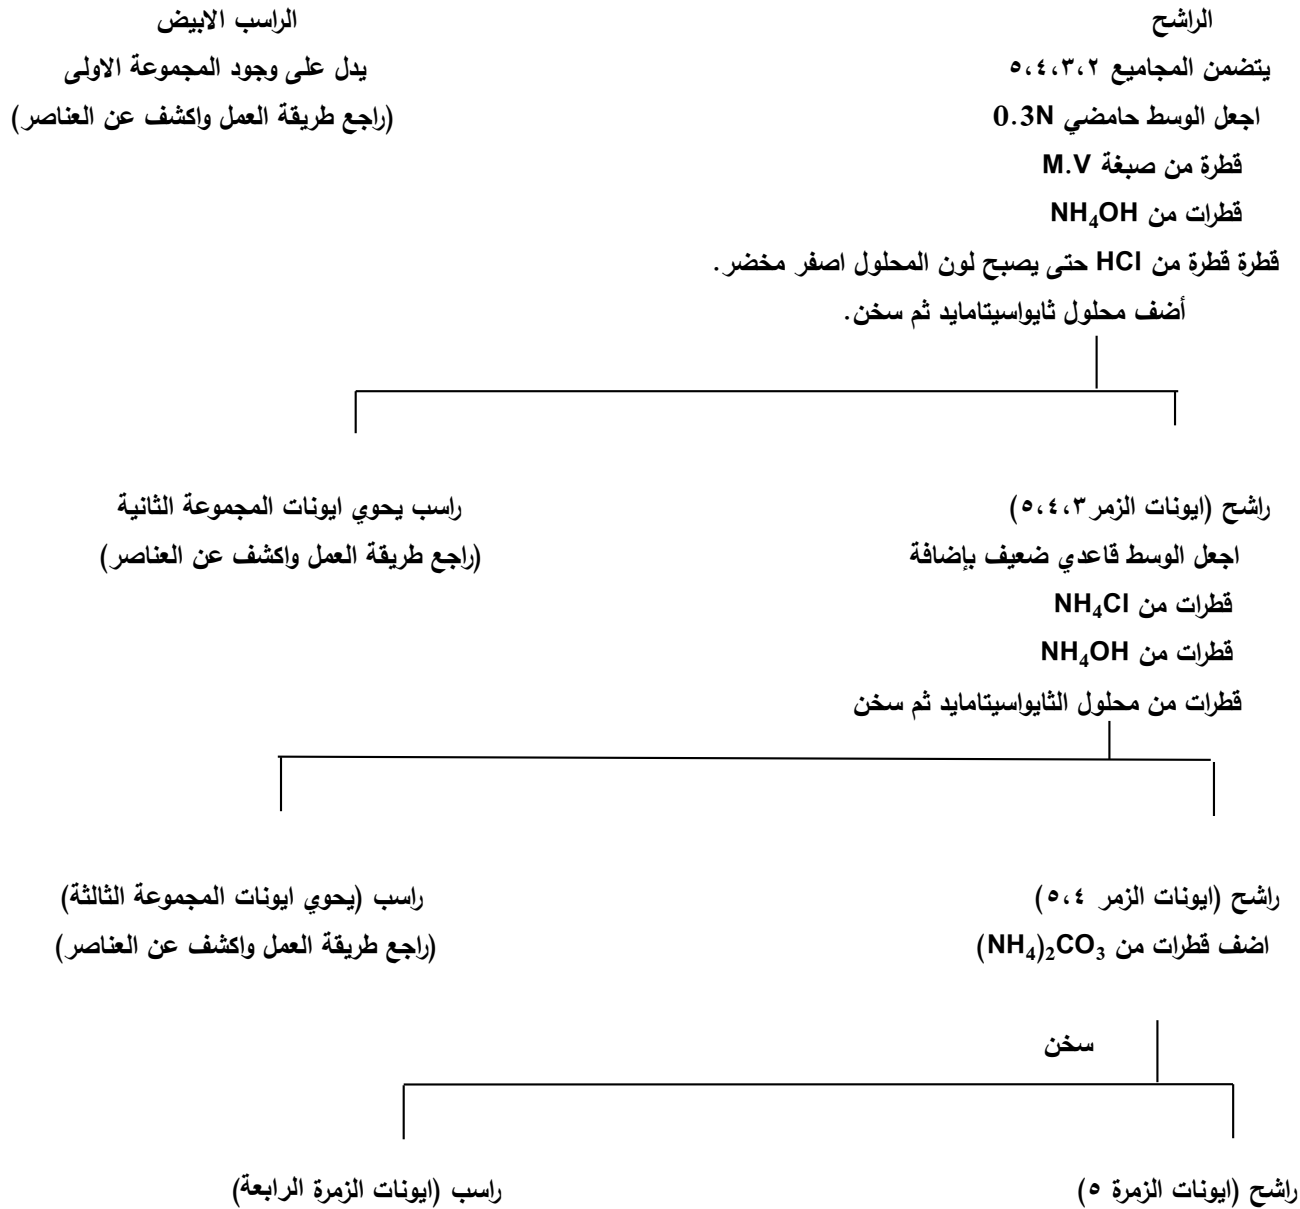 الراشح
الراسب الابيض
يتضمن المجاميع ٥،٤،٣،٢
يدل على وجود المجموعة الاولى
اجعل الوسط حامضي 0.3N
(راجع طريقة العمل واكشف عن العناصر)
قطرة من صبغة M.V
قطرات من NH₄OH
قطرة قطرة من HCl حتى يصبح لون المحلول اصفر مخضر.
أضف محلول ثايواسيتامايد ثم سخن.
راشح (ايونات الزمر ٥،٤،٣)
راسب يحوي ايونات المجموعة الثانية
اجعل الوسط قاعدي ضعيف بإضافة
(راجع طريقة العمل واكشف عن العناصر)
قطرات من NH₄Cl
قطرات من NH₄OH
قطرات من محلول الثايواسيتامايد ثم سخن
راشح (ايونات الزمر ٥،٤)
راسب (يحوي ايونات المجموعة الثالثة)
اضف قطرات من (NH₄)₂CO₃
(راجع طريقة العمل واكشف عن العناصر)
سخن
راشح (ايونات الزمرة ٥)
راسب (ايونات الزمرة الرابعة)